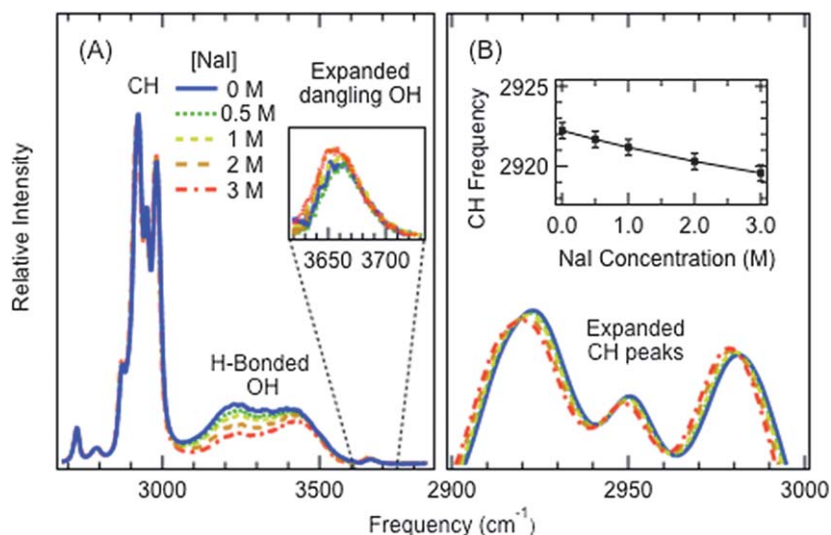 (A)
CH
[NaI]
0 M
0.5 M
1 M
2 M
3 M
Expanded
dangling OH
3650 3700
H-Bonded
OH
Relative Intensity
3000 3500
(B)
2925
2920
CH Frequency
0.0 1.0 2.0 3.0
NaI Concentration (M)
Expanded
CH peaks
2900 2950 3000
Frequency (cm⁻¹)